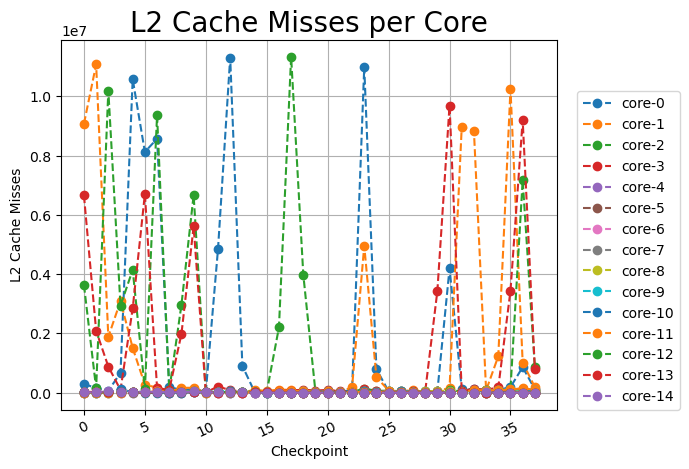 L2 Cache Misses per Core
1e7
1.0
0.8
0.6
0.4
0.2
0.0
L2 Cache Misses
0
5
10
15
20
25
30
35
Checkpoint
core-0
core-1
core-2
core-3
core-4
core-5
core-6
core-7
core-8
core-9
core-10
core-11
core-12
core-13
core-14